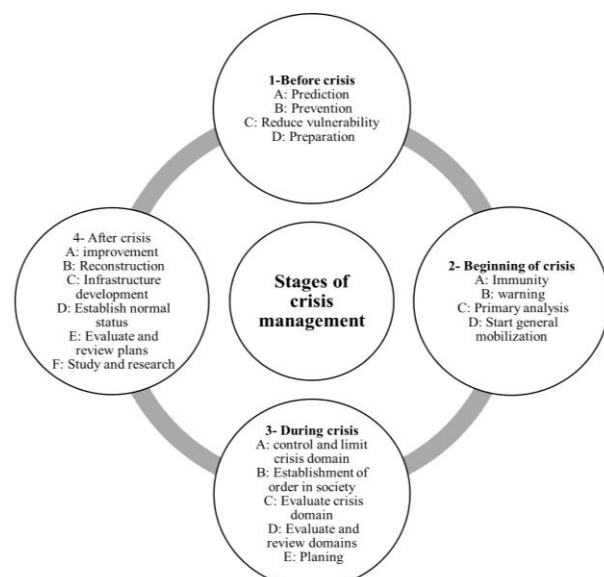 1-Before crisis
A: Prediction
B: Prevention
C: Reduce vulnerability
D: Preparation
2- Beginning of crisis
A: Immunity
B: warning
C: Primary analysis
D: Start general
mobilization
3- During crisis
A: control and limit
crisis domain
B: Establishment of
order in society
C: Evaluate crisis
domain
D: Evaluate and
review domains
E: Planing
4- After crisis
A: improvement
B: Reconstruction
C: Infrastructure
development
D: Establish normal
status
E: Evaluate and
review plans
F: Study and research
Stages of
crisis
management